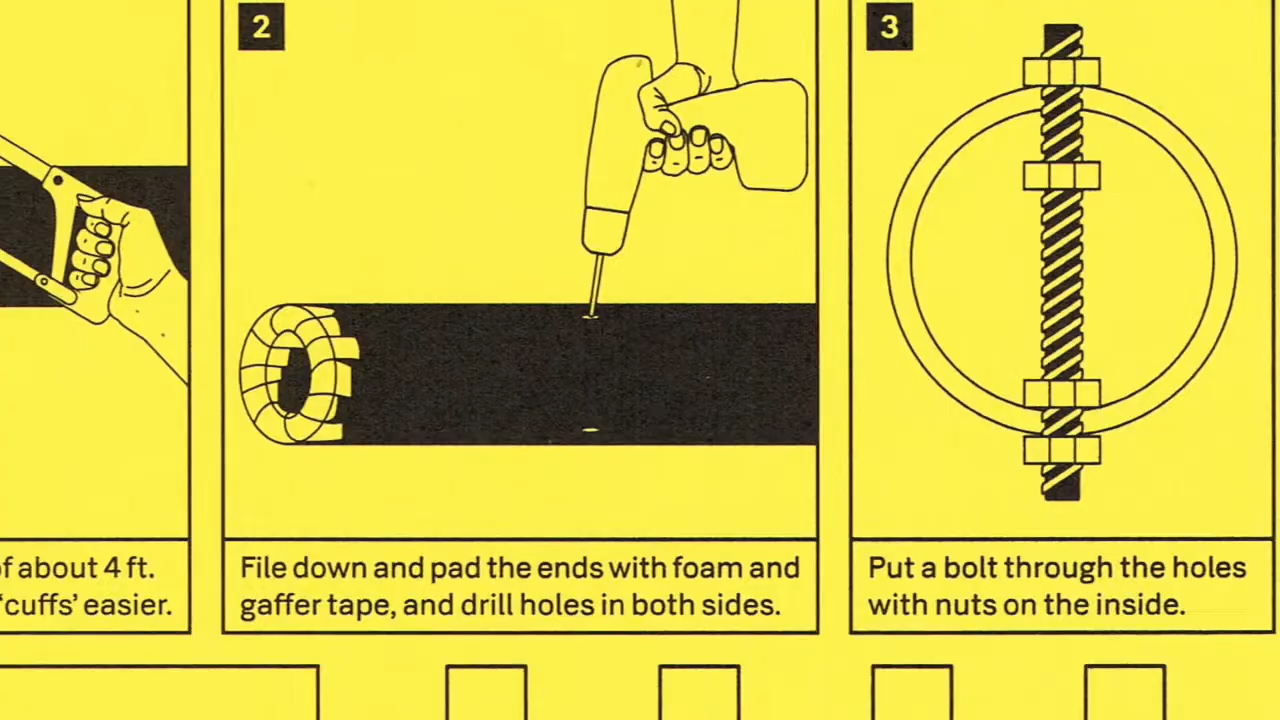 2
3
of about 4 ft.
‘cuffs’ easier.
File down and pad the ends with foam and
gaffer tape, and drill holes in both sides.
Put a bolt through the holes
with nuts on the inside.